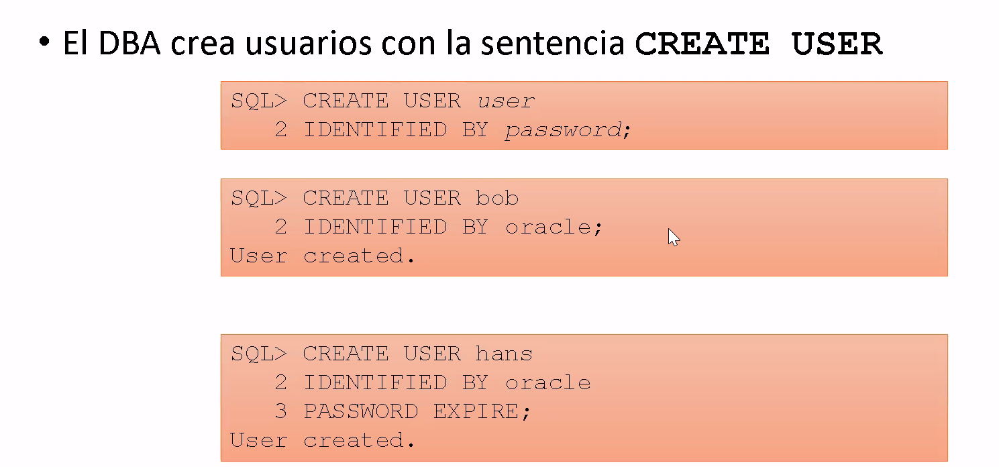 • El DBA crea usuarios con la sentencia CREATE USER
SQL> CREATE USER user
2 IDENTIFIED BY password;
SQL> CREATE USER bob
2 IDENTIFIED BY oracle;
User created.
SQL> CREATE USER hans
2 IDENTIFIED BY oracle
3 PASSWORD EXPIRE;
User created.